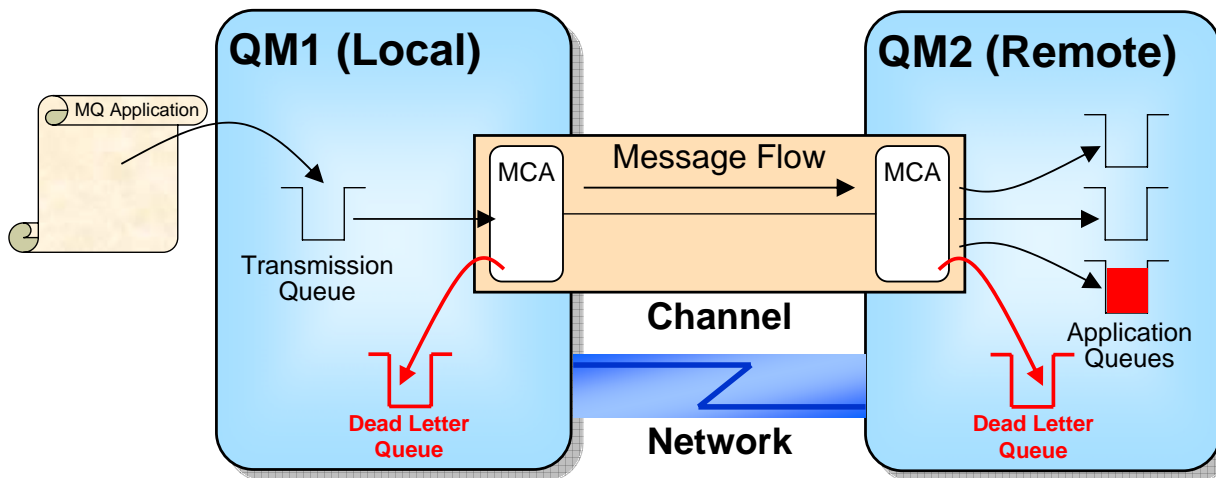 QM1 (Local)
QM2 (Remote)
MQ Application
MCA
Message Flow
MCA
Transmission
Queue
Channel
Application
Queues
Dead Letter
Queue
Network
Dead Letter
Queue